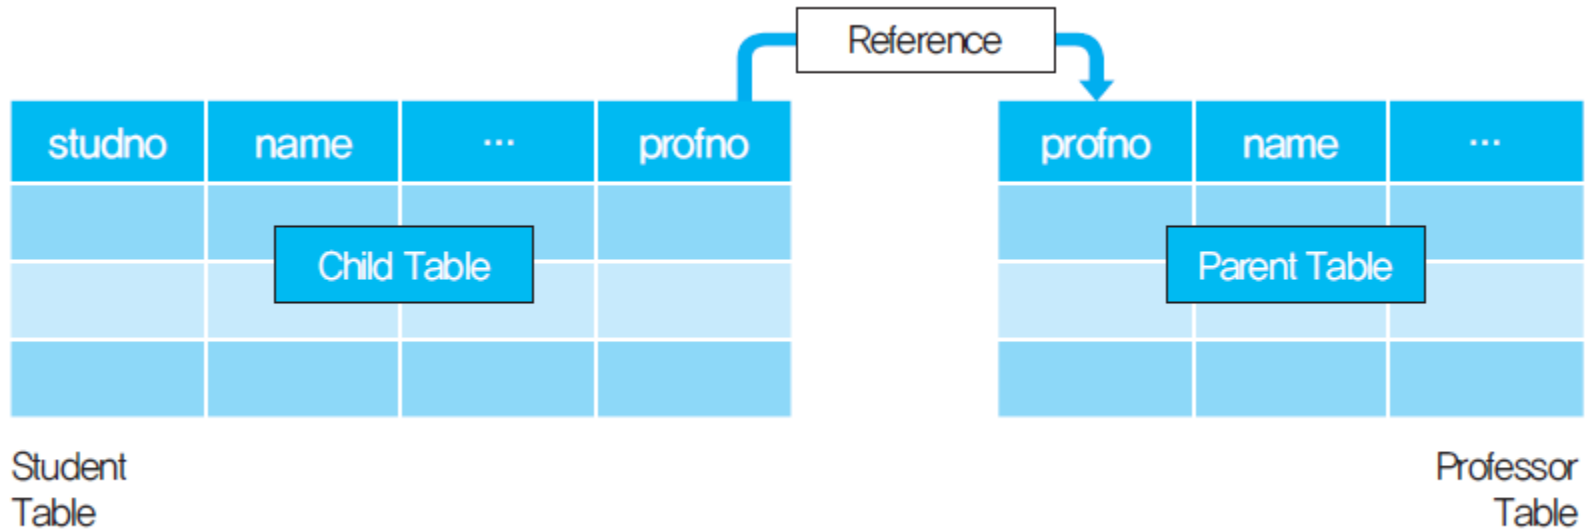 Reference
studno name ... profno
profno name ...
Child Table
Parent Table
Student
Table
Professor
Table